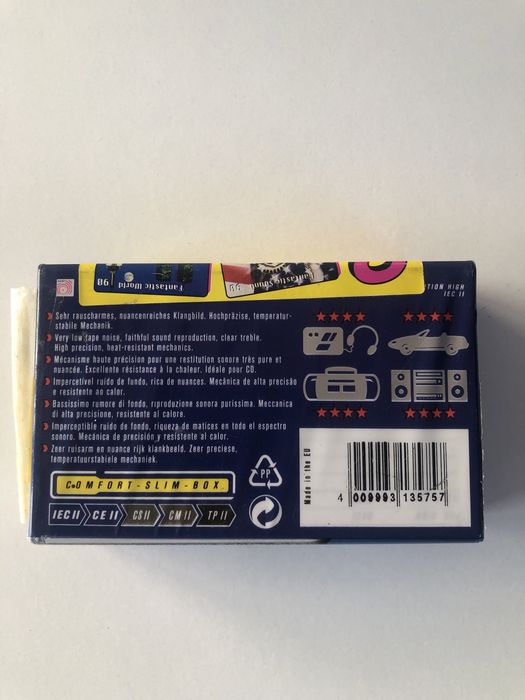 Fantastic World
98
Fantastic Sound
98
TION HIGH
IEC II
Sehr rauscharmes, nuancenreiches Klangbild. Hochpräzise, temperatur-
stabile Mechanik.
Very low tape noise, faithful sound reproduction, clear treble.
High precision, heat-resistant mechanics.
Mécanisme haute précision pour une restitution sonore très pure et
nuancée. Excellente résistance à la chaleur. Idéale pour CD.
Impercetível ruído de fundo, rica de nuances. Mecânica de alta precisão
e resistente ao calor.
Bassissimo rumore di fondo, riproduzione sonora purissima. Meccanica
di alta precisione, resistente al calore.
Imperceptible ruido de fondo, riqueza de matices en todo el espectro
sonoro. Mecánica de precisión y resistente al calor.
Zeer ruisarm en nuance rijk klankbeeld. Zeer preciese,
temperatuurstabiele mechaniek.
COMFORT-SLIM-BOX
IEC II CE II CS II CM II TP II
PP
Made in the EU
4 009993 135757